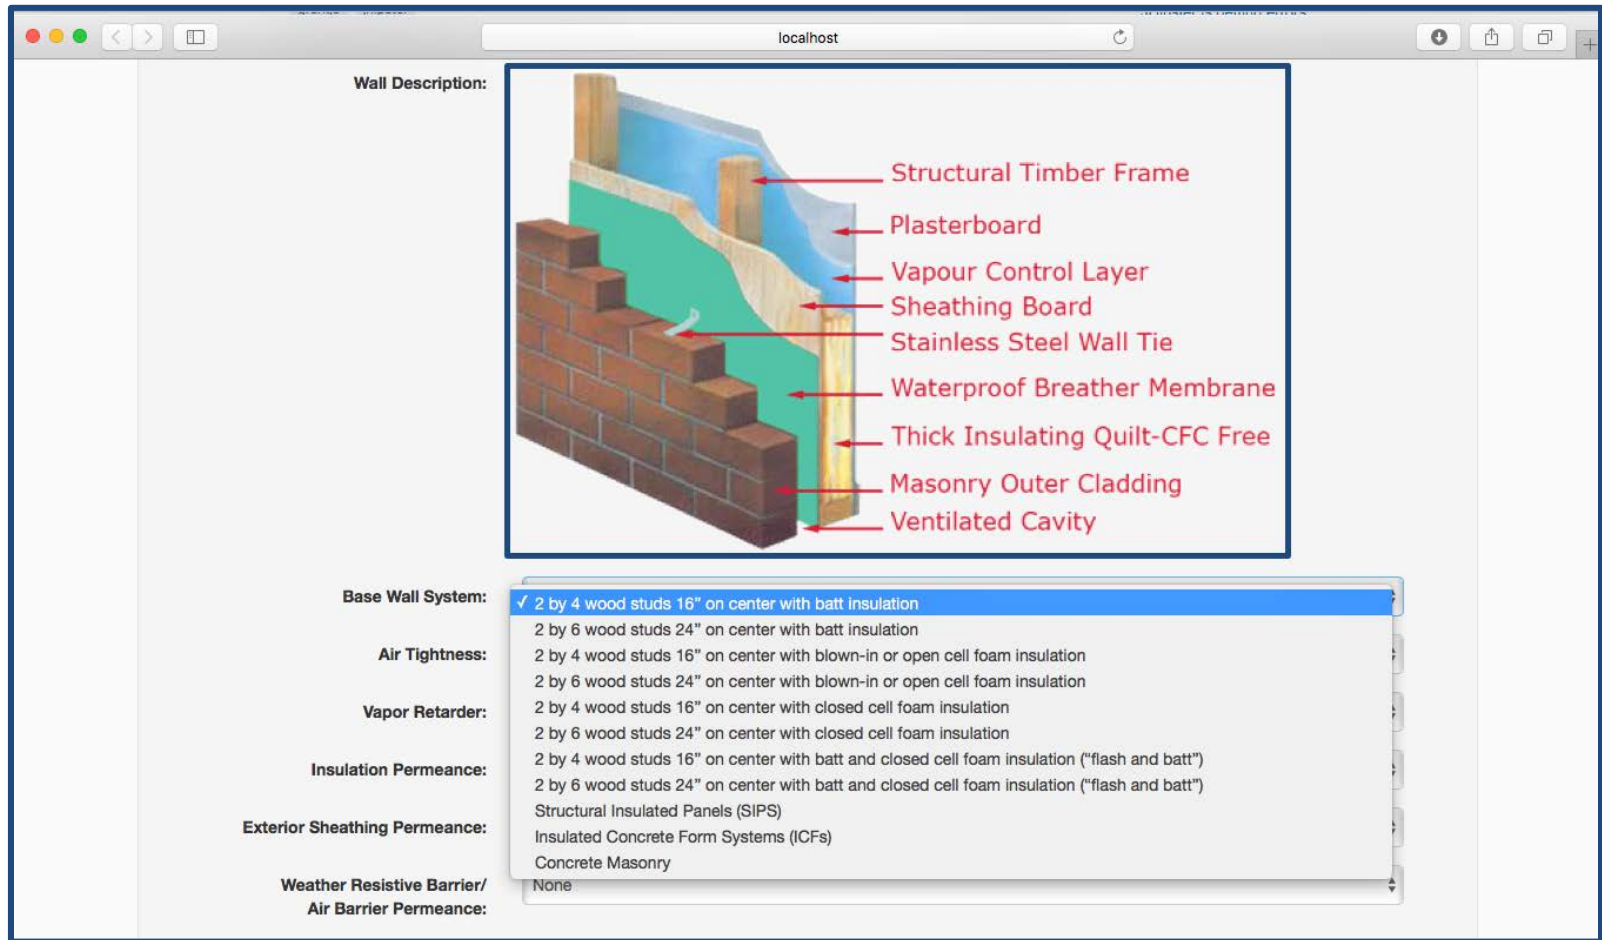 localhost
Wall Description:
Structural Timber Frame
Plasterboard
Vapour Control Layer
Sheathing Board
Stainless Steel Wall Tie
Waterproof Breather Membrane
Thick Insulating Quilt-CFC Free
Masonry Outer Cladding
Ventilated Cavity
Base Wall System:
✓ 2 by 4 wood studs 16” on center with batt insulation
2 by 6 wood studs 24” on center with batt insulation
2 by 4 wood studs 16” on center with blown-in or open cell foam insulation
2 by 6 wood studs 24” on center with blown-in or open cell foam insulation
2 by 4 wood studs 16” on center with closed cell foam insulation
2 by 6 wood studs 24” on center with closed cell foam insulation
2 by 4 wood studs 16” on center with batt and closed cell foam insulation (“flash and batt”)
2 by 6 wood studs 24” on center with batt and closed cell foam insulation (“flash and batt”)
Structural Insulated Panels (SIPS)
Insulated Concrete Form Systems (ICFs)
Concrete Masonry
Air Tightness:
Vapor Retarder:
Insulation Permeance:
Exterior Sheathing Permeance:
Weather Resistive Barrier/
Air Barrier Permeance:
None